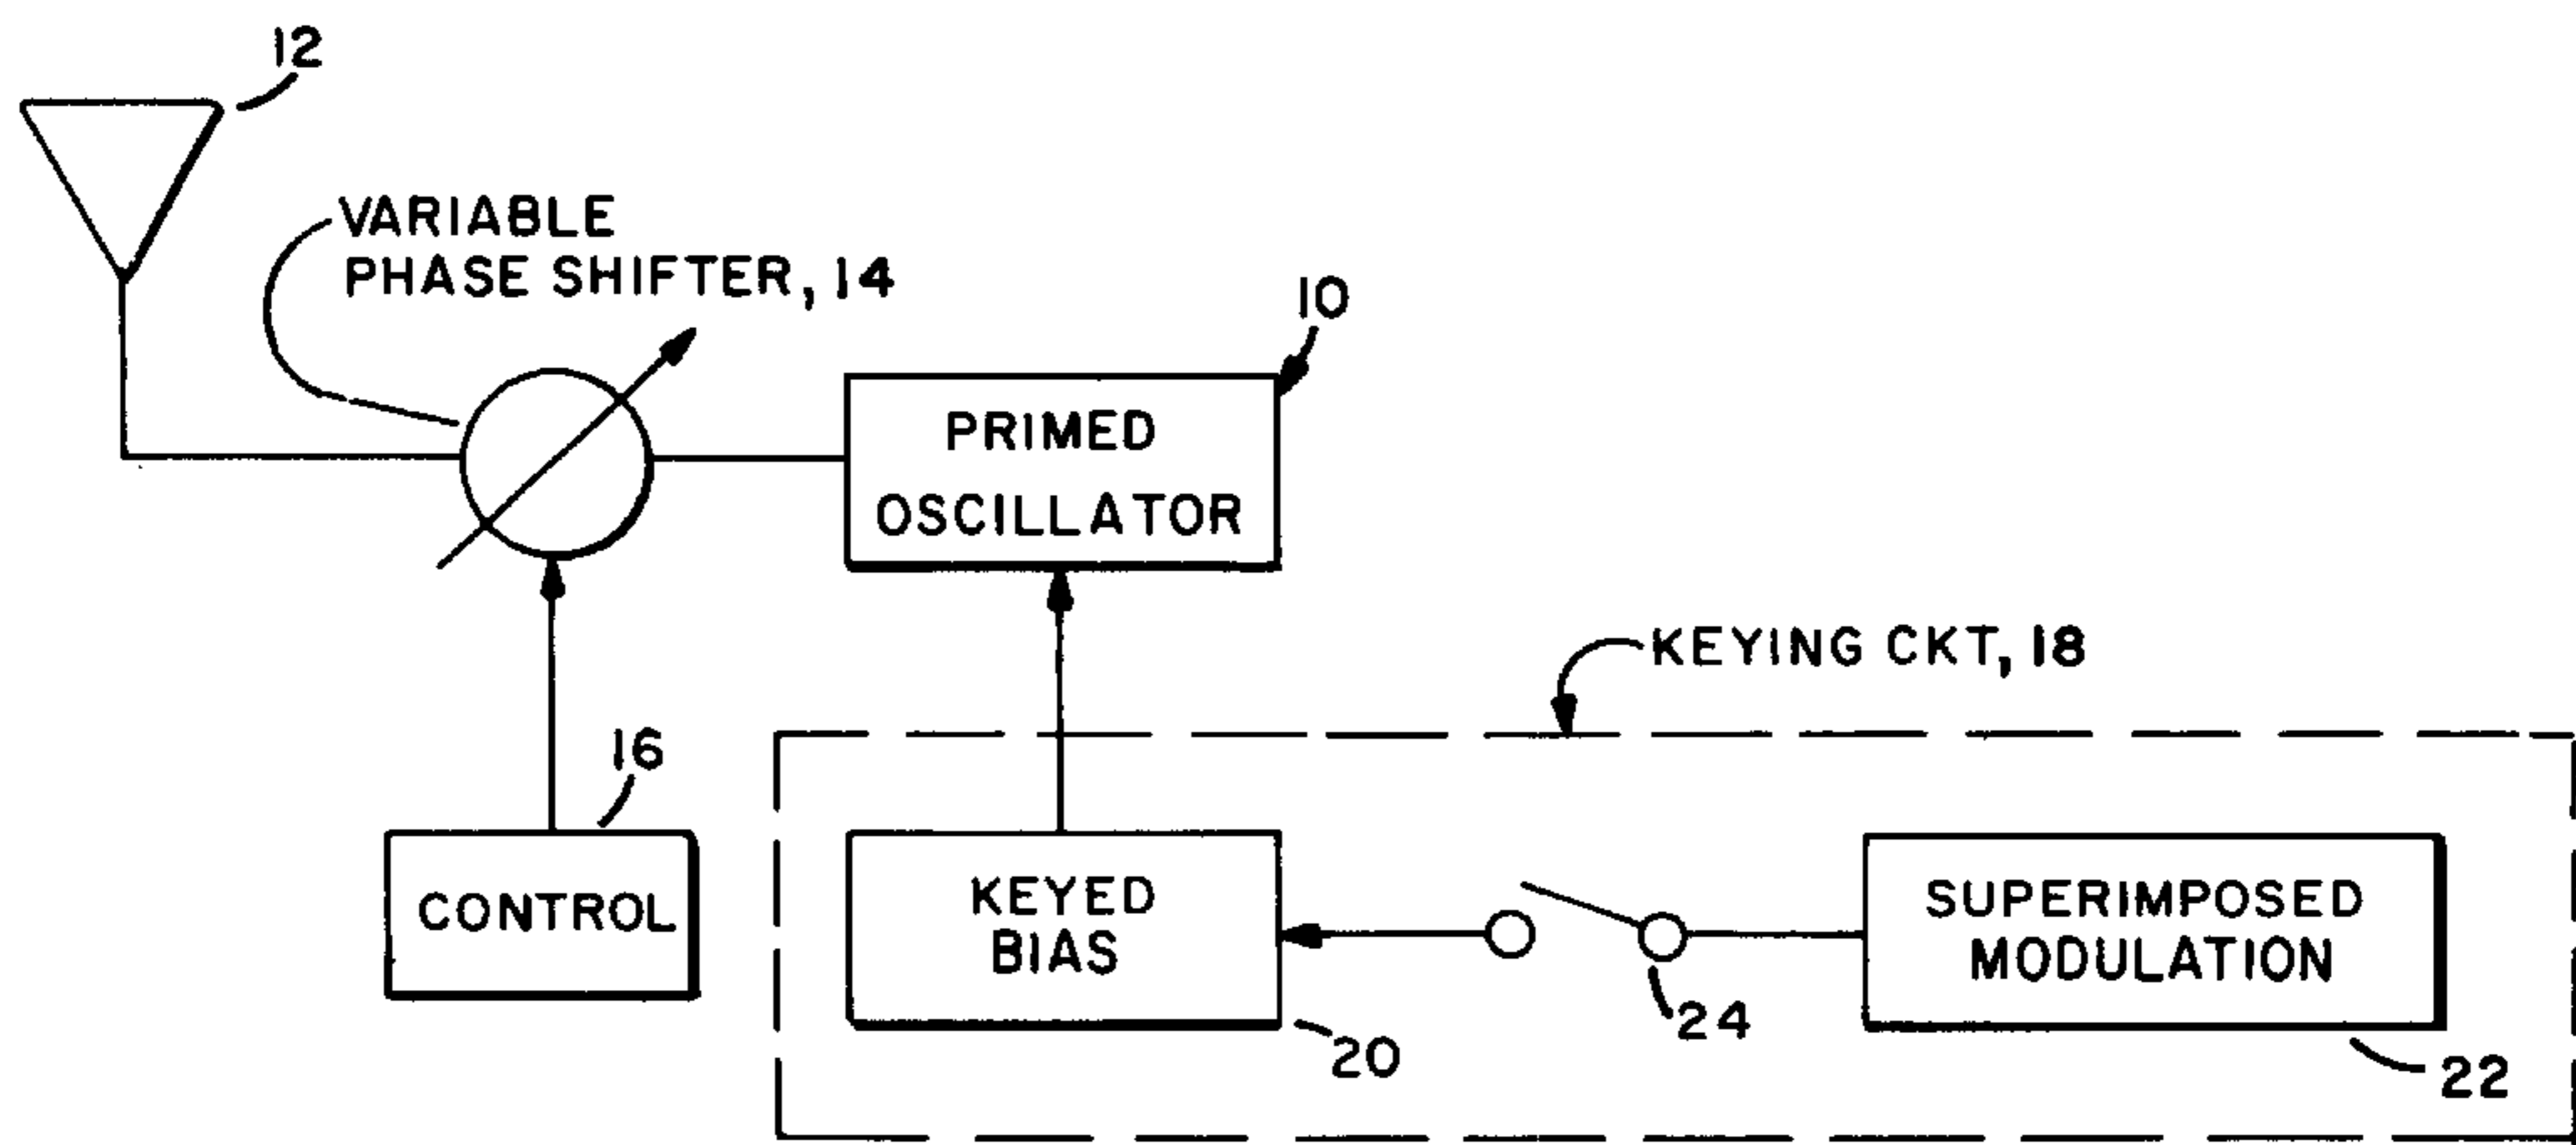 12
VARIABLE
PHASE SHIFTER, 14
10
PRIMED
OSCILLATOR
KEYING CKT, 18
16
CONTROL
KEYED
BIAS
SUPERIMPOSED
MODULATION
24
20
22